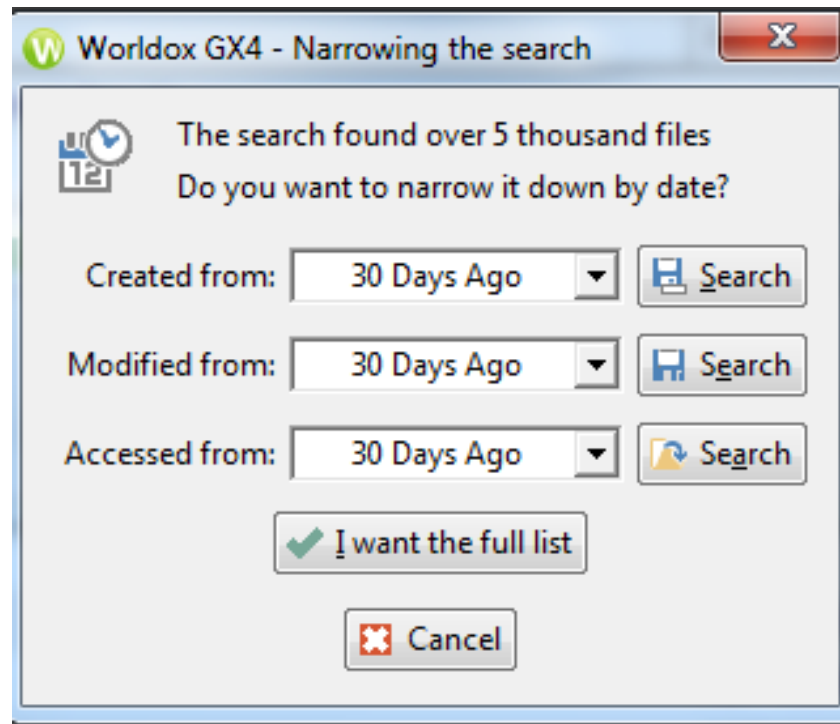 Worldox GX4 - Narrowing the search
The search found over 5 thousand files
Do you want to narrow it down by date?
Created from: 30 Days Ago Search
Modified from: 30 Days Ago Search
Accessed from: 30 Days Ago Search
I want the full list
Cancel